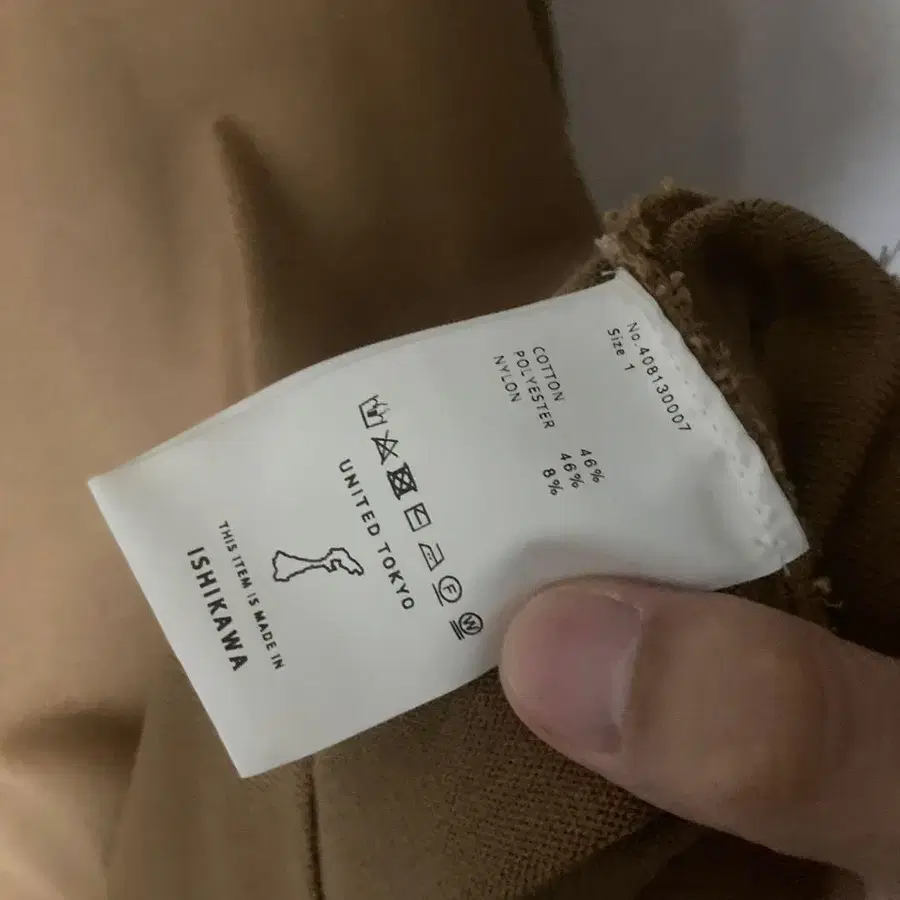 No.408130007
Size 1
COTTON 46%
POLYESTER 46%
NYLON 8%
F
W
UNITED TOKYO
THIS ITEM IS MADE IN
ISHIKAWA